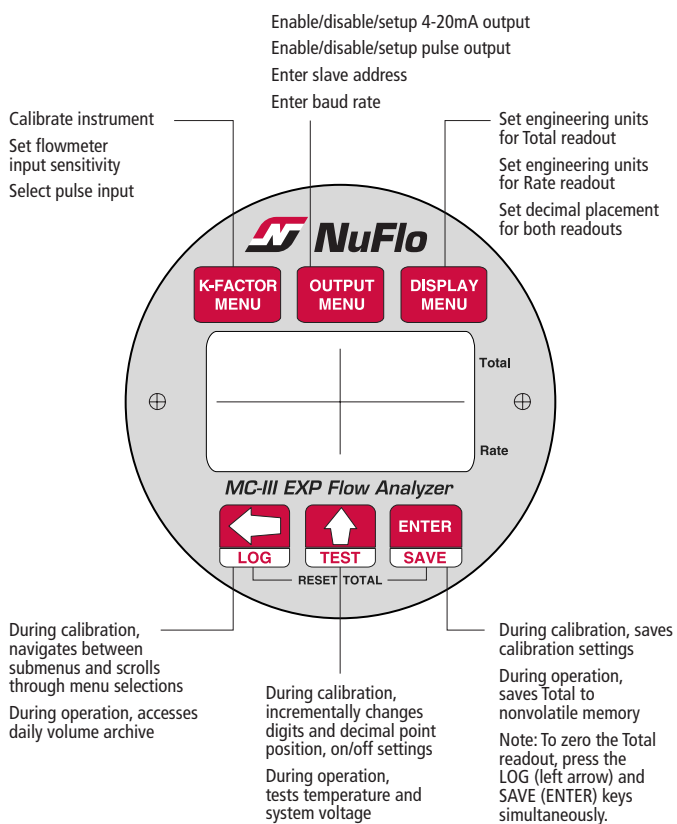 Enable/disable/setup 4-20mA output
Enable/disable/setup pulse output
Enter slave address
Enter baud rate
Calibrate instrument
Set flowmeter
input sensitivity
Select pulse input
Set engineering units
for Total readout
Set engineering units
for Rate readout
Set decimal placement
for both readouts
NuFlo
K-FACTOR
MENU
OUTPUT
MENU
DISPLAY
MENU
Total
Rate
MC-III EXP Flow Analyzer
ENTER
LOG
TEST
SAVE
RESET TOTAL
During calibration,
navigates between
submenus and scrolls
through menu selections
During operation, accesses
daily volume archive
During calibration,
incrementally changes
digits and decimal point
position, on/off settings
During operation,
tests temperature and
system voltage
During calibration, saves
calibration settings
During operation,
saves Total to
nonvolatile memory
Note: To zero the Total
readout, press the
LOG (left arrow) and
SAVE (ENTER) keys
simultaneously.